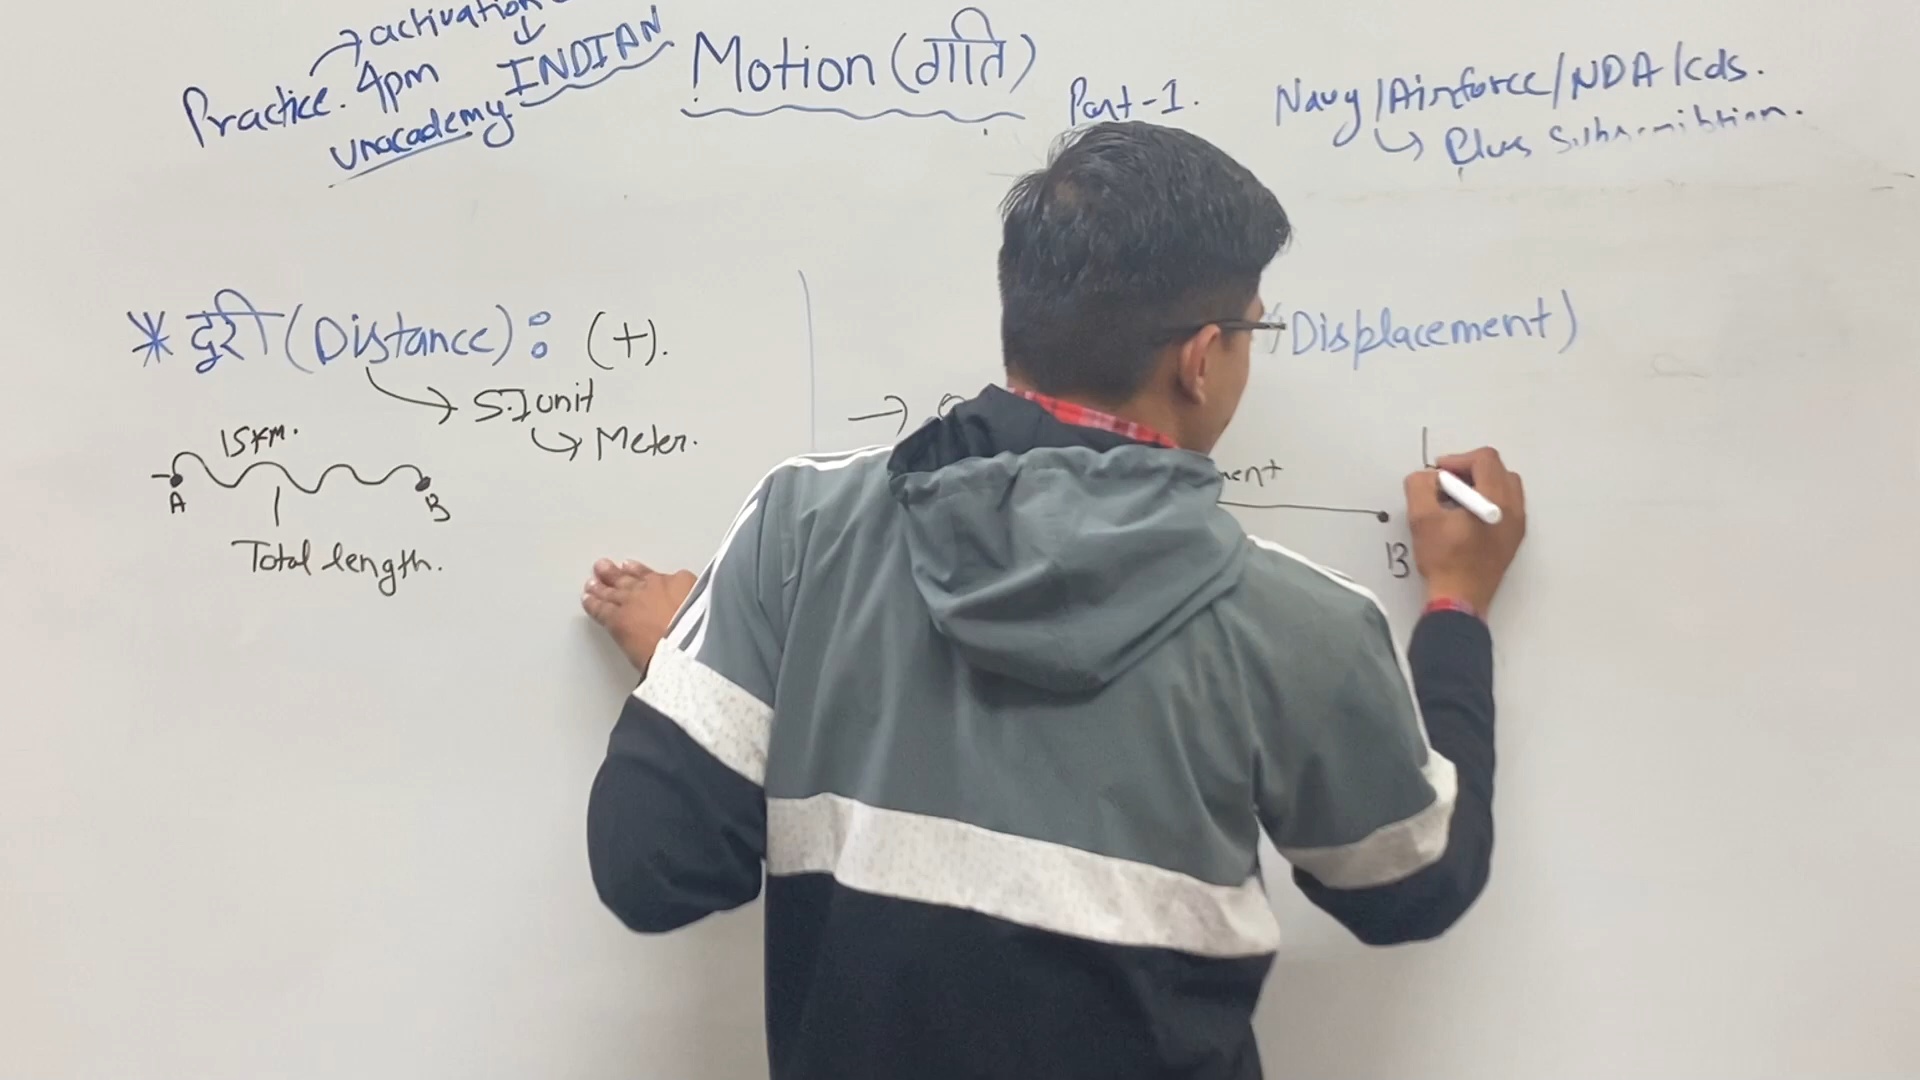 activation
Practice. 4pm
INDIAN
Unacademy.
Motion (गति)
Part-1.
Navy/Airforce/NDA/cds.
Plus
* दुरी (Distance): (+).
S.I unit
Meter.
15km.
A
B
Total length.
(Displacement)
B